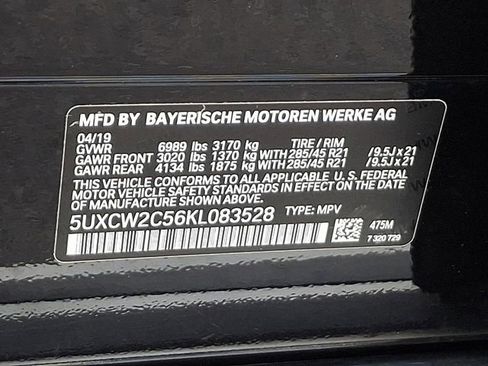 MFD BY BAYERISCHE MOTOREN WERKE AG
04/19
GVWR 6989 lbs 3170 kg TIRE / RIM
GAWR FRONT 3020 lbs 1370 kg WITH 285/45 R21 / 9.5J x 21
GAWR REAR 4134 lbs 1875 kg WITH 285/45 R21 / 9.5J x 21
THIS VEHICLE CONFORMS TO ALL APPLICABLE U.S. FEDERAL
MOTOR VEHICLE SAFETY STANDARDS IN EFFECT ON THE
DATE OF MANUFACTURE SHOWN ABOVE.
5UXCW2C56KL083528 TYPE: MPV
475M
7 320 729